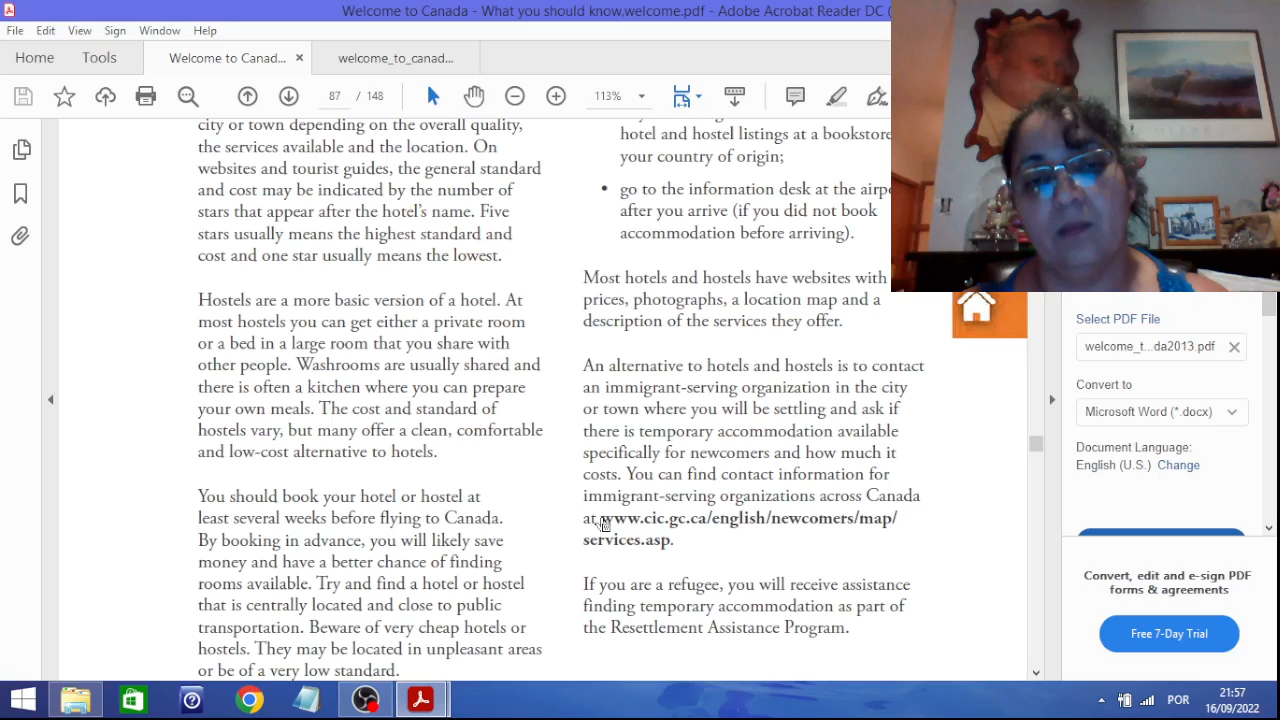 Welcome to Canada - What you should know,welcome.pdf - Adobe Acrobat Reader DC (
File Edit View Sign Window Help
Home Tools Welcome to Canad... × welcome_to_canad...
87 / 148 113%
city or town depending on the overall quality,
the services available and the location. On
websites and tourist guides, the general standard
and cost may be indicated by the number of
stars that appear after the hotel's name. Five
stars usually means the highest standard and
cost and one star usually means the lowest.
Hostels are a more basic version of a hotel. At
most hostels you can get either a private room
or a bed in a large room that you share with
other people. Washrooms are usually shared and
there is often a kitchen where you can prepare
your own meals. The cost and standard of
hostels vary, but many offer a clean, comfortable
and low-cost alternative to hotels.
You should book your hotel or hostel at
least several weeks before flying to Canada.
By booking in advance, you will likely save
money and have a better chance of finding
rooms available. Try and find a hotel or hostel
that is centrally located and close to public
transportation. Beware of very cheap hotels or
hostels. They may be located in unpleasant areas
or be of a very low standard.
hotel and hostel listings at a bookstore
your country of origin;
• go to the information desk at the airp
after you arrive (if you did not book
accommodation before arriving).
Most hotels and hostels have websites with
prices, photographs, a location map and a
description of the services they offer.
An alternative to hotels and hostels is to contact
an immigrant-serving organization in the city
or town where you will be settling and ask if
there is temporary accommodation available
specifically for newcomers and how much it
costs. You can find contact information for
immigrant-serving organizations across Canada
at www.cic.gc.ca/english/newcomers/map/
services.asp.
If you are a refugee, you will receive assistance
finding temporary accommodation as part of
the Resettlement Assistance Program.
Select PDF File
welcome_t...da2013.pdf
Convert to
Microsoft Word (*.docx)
Document Language:
English (U.S.) Change
Convert, edit and e-sign PDF
forms & agreements
Free 7-Day Trial
POR
21:57
16/09/2022